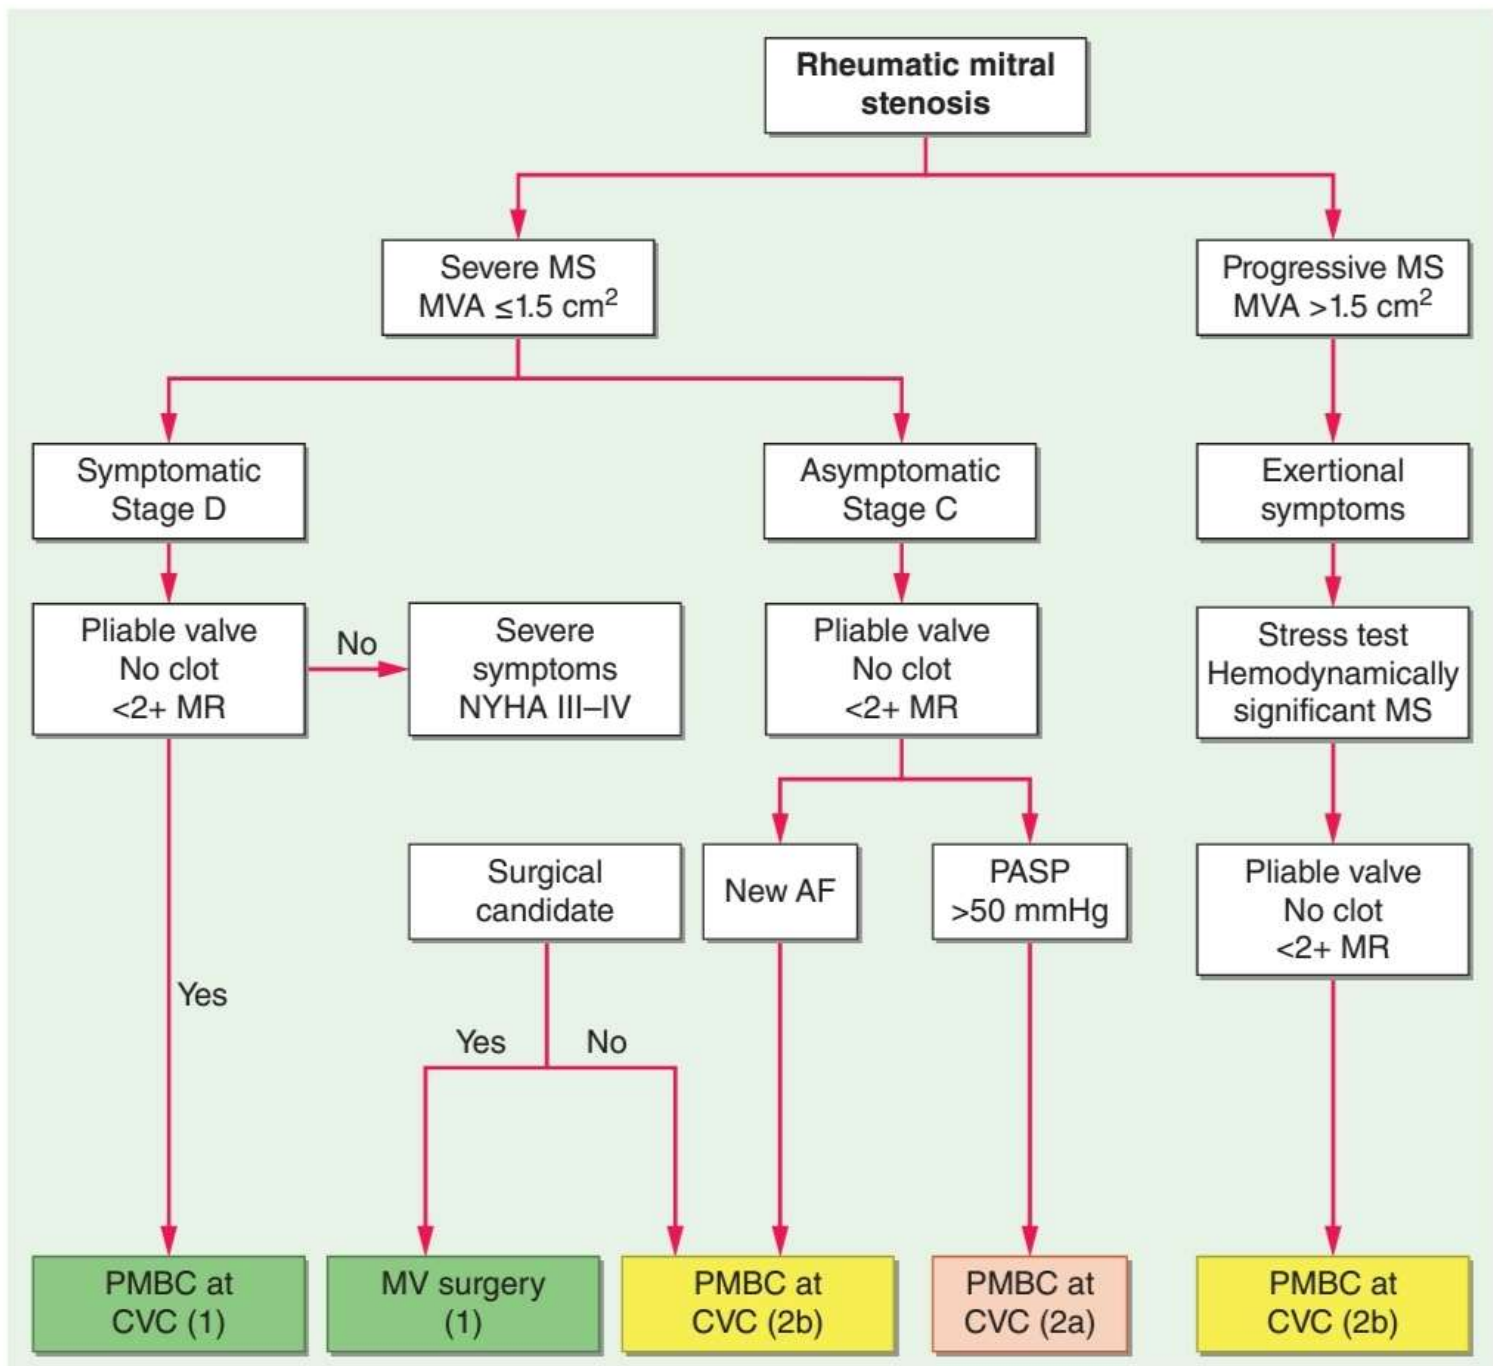 Rheumatic mitral
stenosis
Severe MS
MVA ≤1.5 cm²
Progressive MS
MVA >1.5 cm²
Symptomatic
Stage D
Asymptomatic
Stage C
Exertional
symptoms
Pliable valve
No clot
<2+ MR
No
Severe
symptoms
NYHA III–IV
Pliable valve
No clot
<2+ MR
Stress test
Hemodynamically
significant MS
Surgical
candidate
New AF
PASP
>50 mmHg
Pliable valve
No clot
<2+ MR
Yes
Yes
No
PMBC at
CVC (1)
MV surgery
(1)
PMBC at
CVC (2b)
PMBC at
CVC (2a)
PMBC at
CVC (2b)